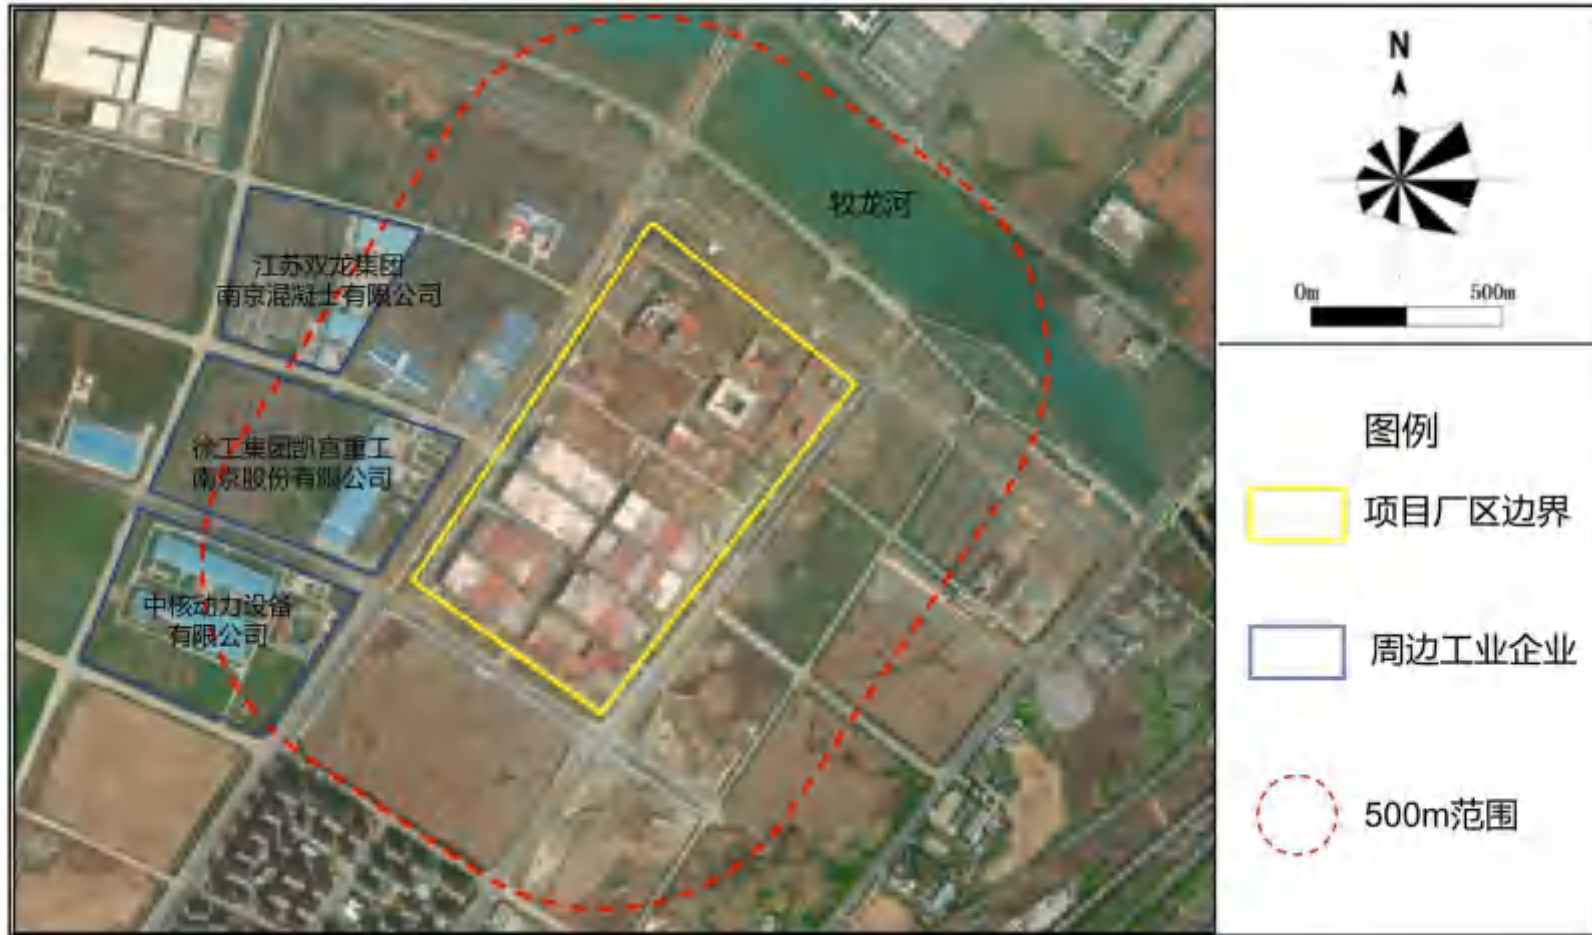 N
0m 500m
牧龙河
江苏双龙集团
南京混凝土有限公司
徐工集团凯宫重工
南京股份有限公司
中核动力设备
有限公司
图例
项目厂区边界
周边工业企业
500m范围